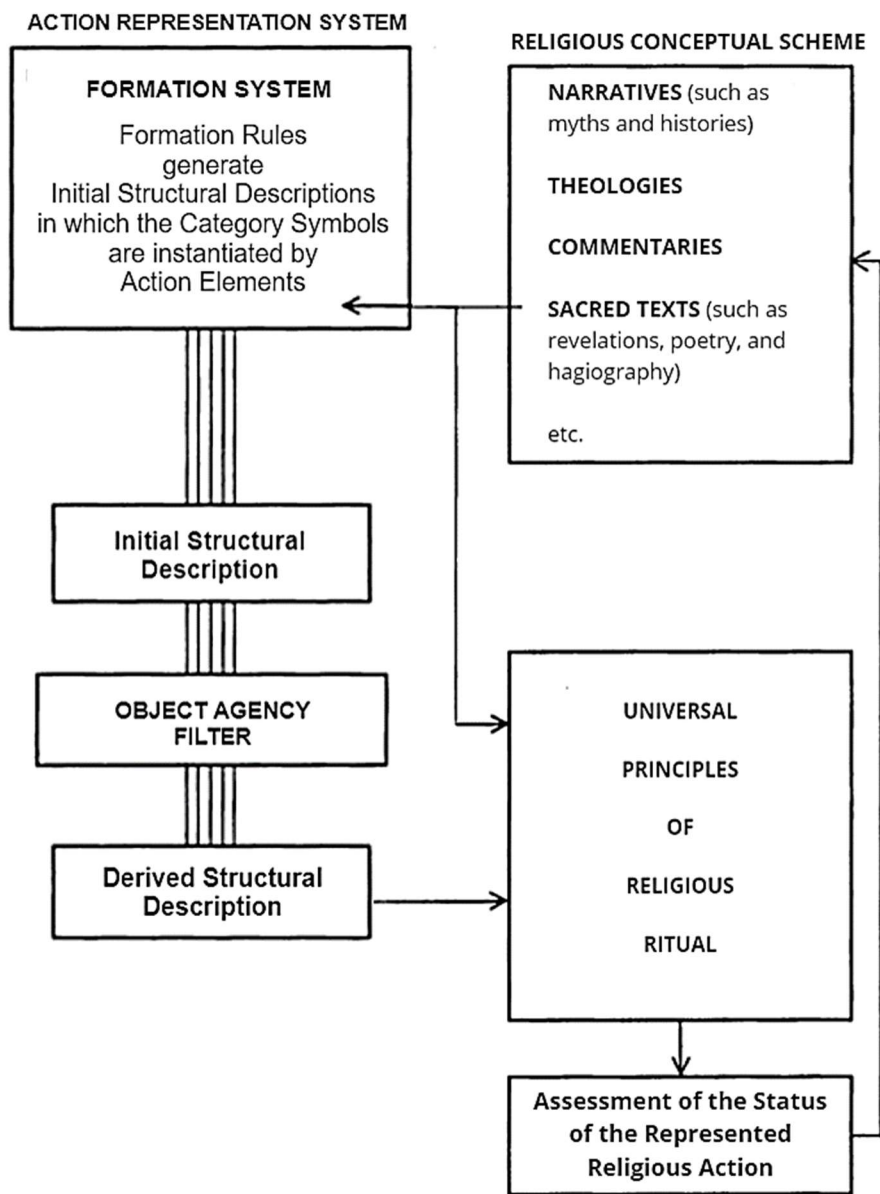 ACTION REPRESENTATION SYSTEM
FORMATION SYSTEM
Formation Rules
generate
Initial Structural Descriptions
in which the Category Symbols
are instantiated by
Action Elements
Initial Structural
Description
OBJECT AGENCY
FILTER
Derived Structural
Description
RELIGIOUS CONCEPTUAL SCHEME
NARRATIVES (such as
myths and histories)
THEOLOGIES
COMMENTARIES
SACRED TEXTS (such as
revelations, poetry, and
hagiography)
etc.
UNIVERSAL
PRINCIPLES
OF
RELIGIOUS
RITUAL
Assessment of the Status
of the Represented
Religious Action